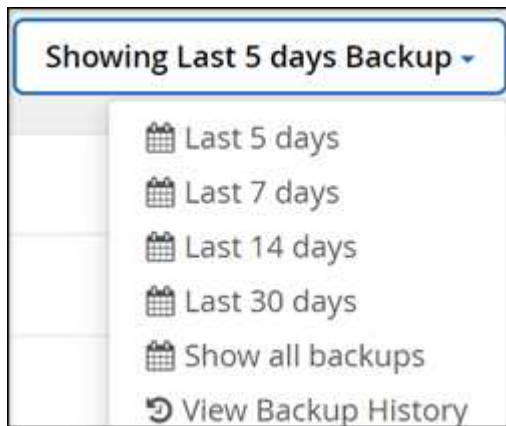 Showing Last 5 days Backup
Last 5 days
Last 7 days
Last 14 days
Last 30 days
Show all backups
View Backup History